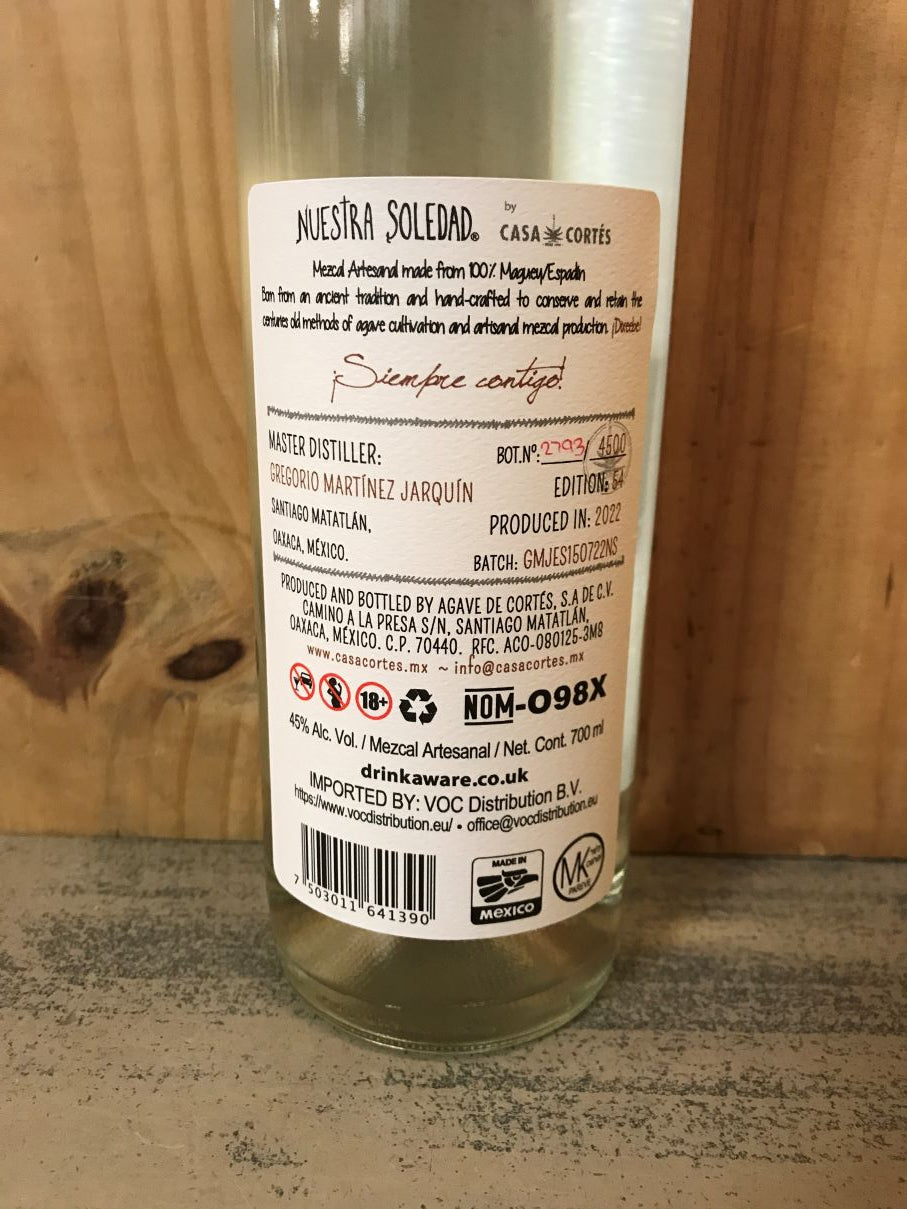 NUESTRA SOLEDAD® by CASA CORTÉS
Mezcal Artesanal made from 100% Maguey/Espadín
Born from an ancient tradition and hand-crafted to conserve and retain the
centuries old methods of agave cultivation and artisanal mezcal production.
¡Siempre contigo!
MASTER DISTILLER:
GREGORIO MARTÍNEZ JARQUÍN
SANTIAGO MATATLÁN,
OAXACA, MÉXICO.
BOT.Nº: 2793/ 4500
EDITION: 54
PRODUCED IN: 2022
BATCH: GMJES150722NS
PRODUCED AND BOTTLED BY AGAVE DE CORTÉS, S.A DE C.V.
CAMINO A LA PRESA S/N, SANTIAGO MATATLÁN,
OAXACA, MÉXICO. C.P. 70440. RFC. ACO-080125-3M8
www.casacortes.mx ~ info@casacortes.mx
18+
NOM-O98X
45% Alc. Vol. / Mezcal Artesanal / Net. Cont. 700 ml
drinkaware.co.uk
IMPORTED BY: VOC Distribution B.V.
https://www.vocdistribution.eu/ • office@vocdistribution.eu
7 503011 641390
MADE IN
MéxICO
MK
PAREVE